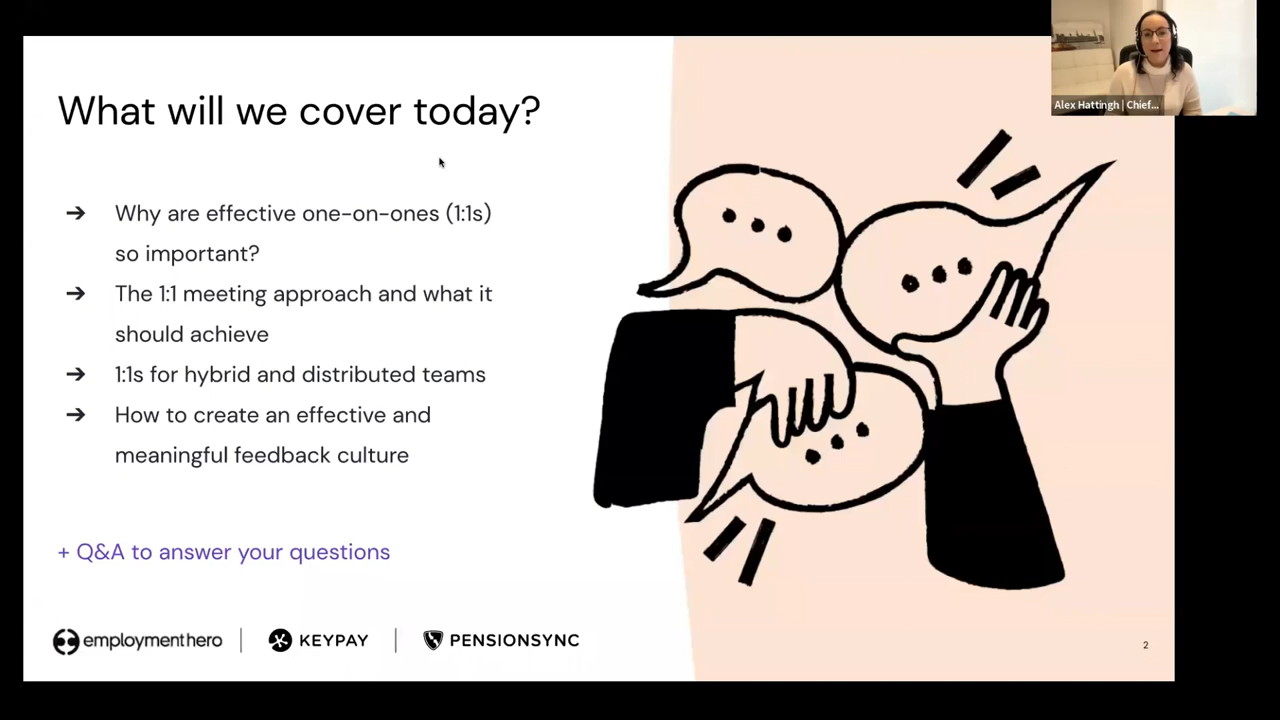 What will we cover today?
➔ Why are effective one-on-ones (1:1s)
so important?
➔ The 1:1 meeting approach and what it
should achieve
➔ 1:1s for hybrid and distributed teams
➔ How to create an effective and
meaningful feedback culture
+ Q&A to answer your questions
employmenthero | KEYPAY | PENSIONSYNC
2
Alex Hattingh | Chief...